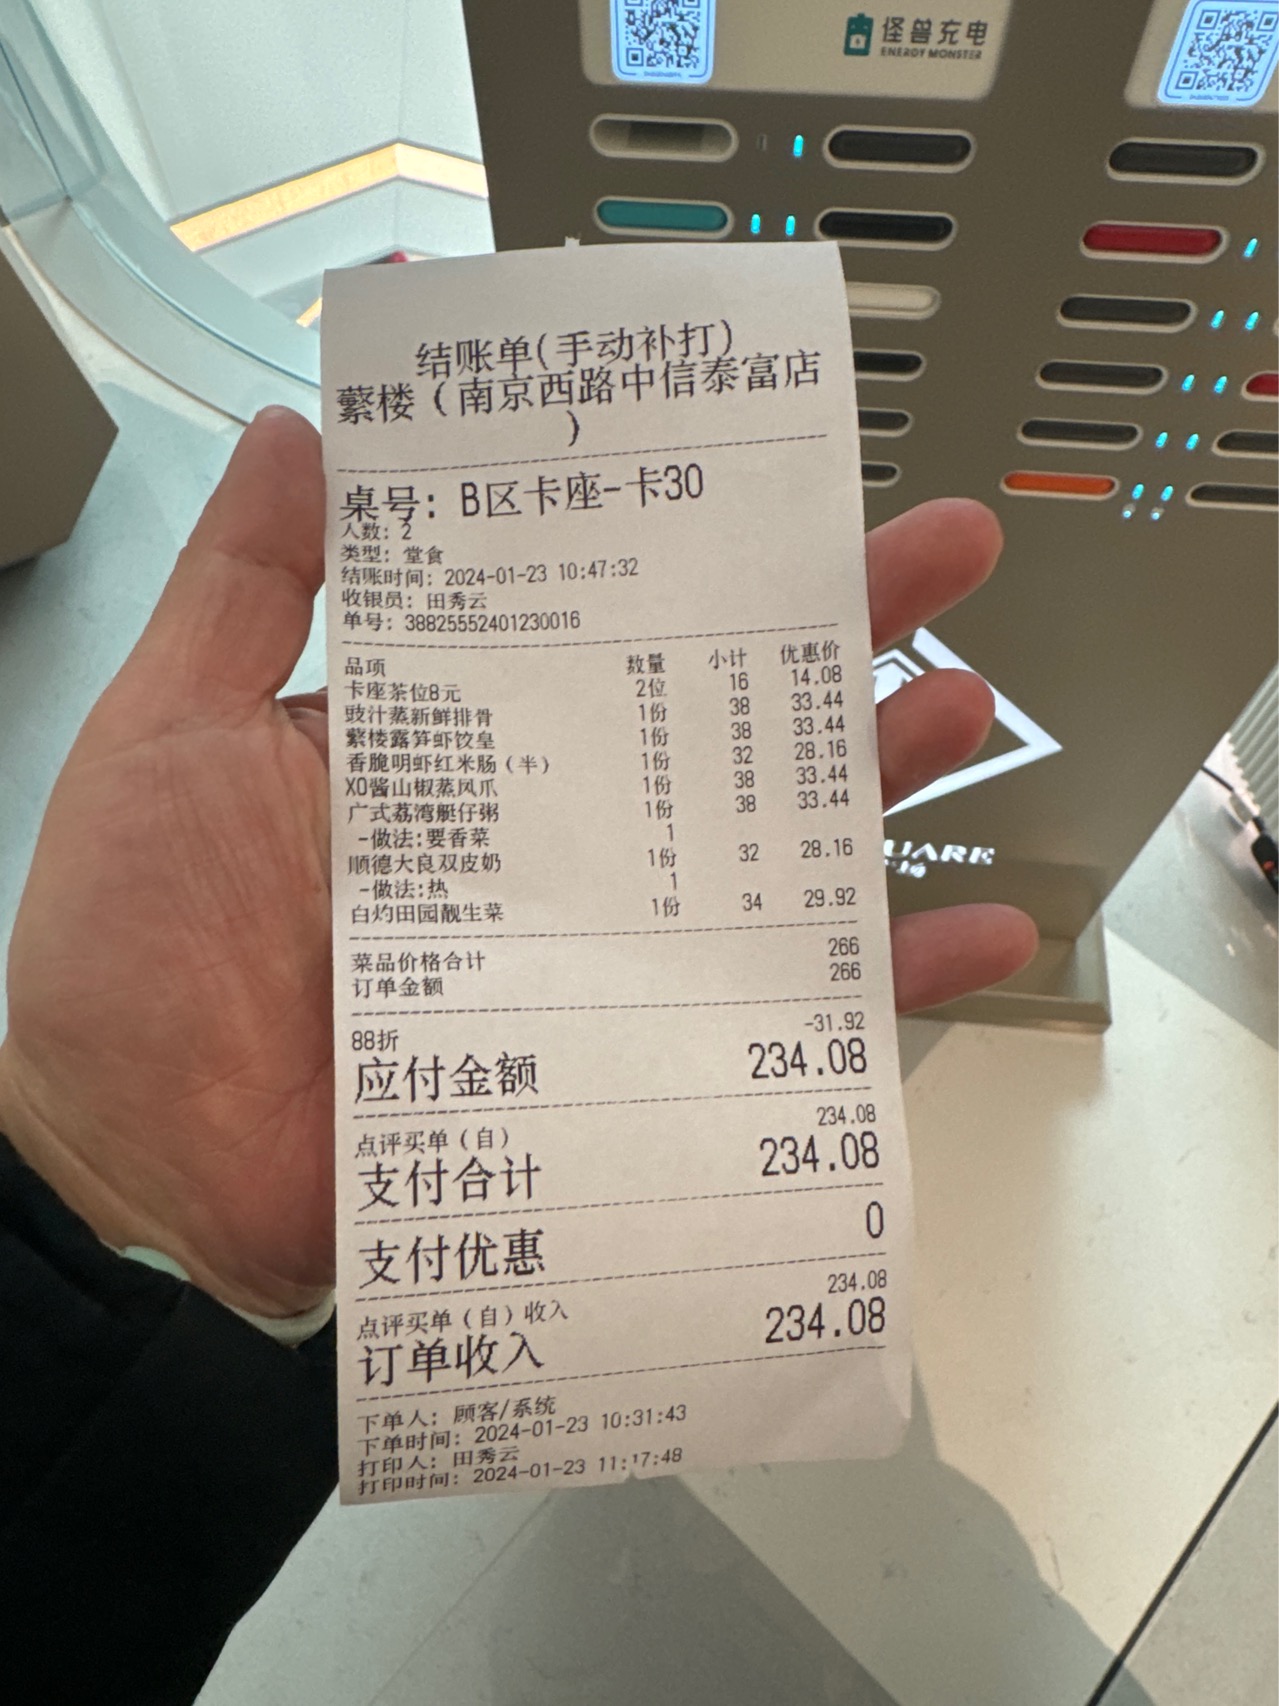 怪兽充电
ENERGY MONSTER
结账单(手动补打)
蘩楼（南京西路中信泰富店
）
桌号: B区卡座-卡30
人数: 2
类型: 堂食
结账时间: 2024-01-23 10:47:32
收银员: 田秀云
单号: 38825552401230016
品项 数量 小计 优惠价
卡座茶位8元 2位 16 14.08
豉汁蒸新鲜排骨 1份 38 33.44
蘩楼露笋虾饺皇 1份 38 33.44
香脆明虾红米肠（半） 1份 32 28.16
XO酱山椒蒸凤爪 1份 38 33.44
广式荔湾艇仔粥 1份 38 33.44
-做法:要香菜 1
顺德大良双皮奶 1份 32 28.16
-做法:热 1
白灼田园靓生菜 1份 34 29.92
菜品价格合计 266
订单金额 266
88折 -31.92
应付金额 234.08
点评买单（自） 234.08
支付合计 234.08
支付优惠 0
点评买单（自）收入 234.08
订单收入 234.08
下单人: 顾客/系统
下单时间: 2024-01-23 10:31:43
打印人: 田秀云
打印时间: 2024-01-23 11:17:48
UARE